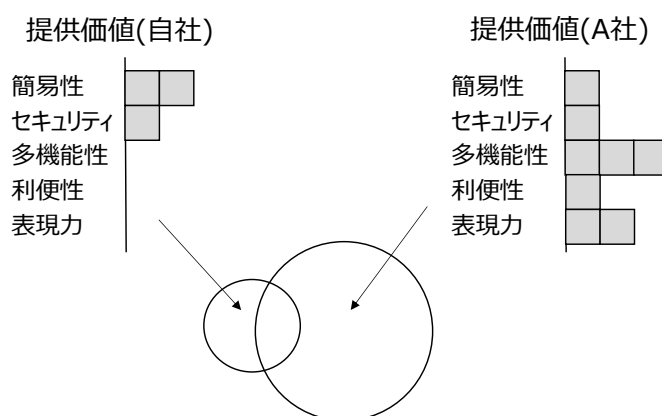 提供価値(自社)
簡易性
セキュリティ
多機能性
利便性
表現力
提供価値(A社)
簡易性
セキュリティ
多機能性
利便性
表現力